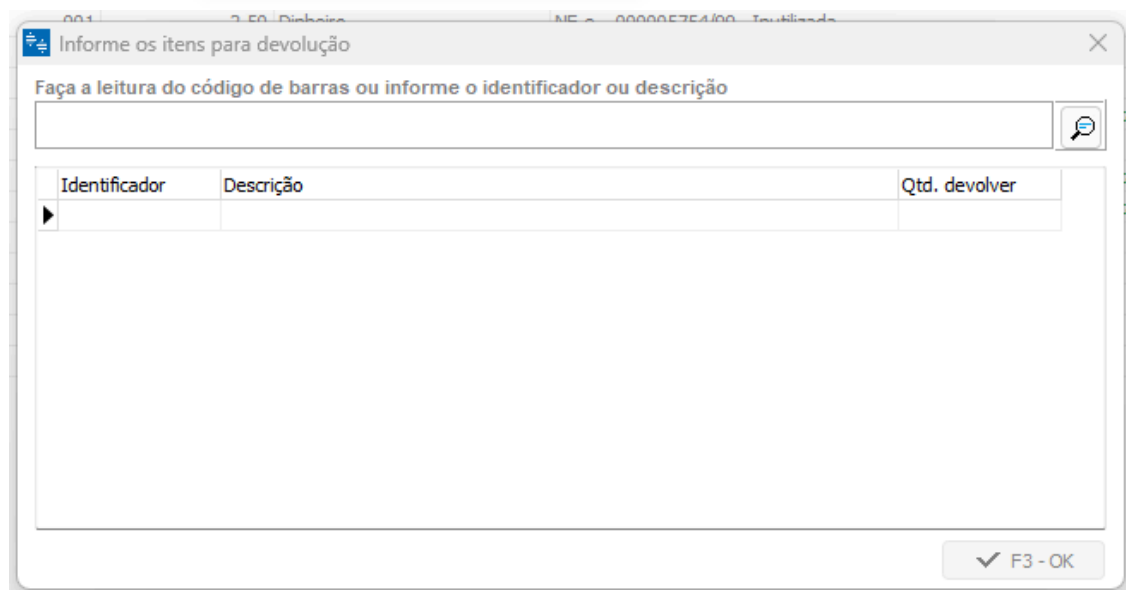 Informe os itens para devolução
Faça a leitura do código de barras ou informe o identificador ou descrição
Identificador Descrição Qtd. devolver
F3 - OK